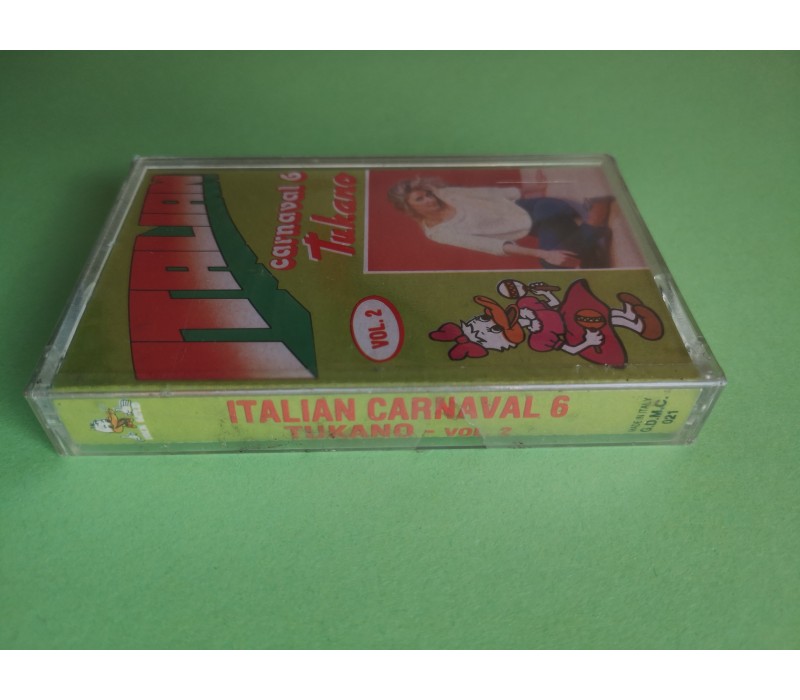 ITALIAN
carnaval 6
Tukano
VOL. 2
ITALIAN CARNAVAL 6
TUKANO - VOL. 2
MADE IN ITALY
G.D.M.C.
021